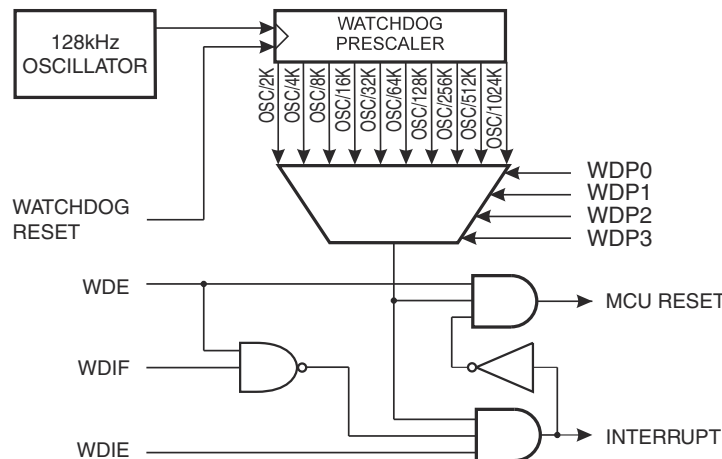 128kHz
OSCILLATOR
WATCHDOG
PRESCALER
OSC/2K
OSC/4K
OSC/8K
OSC/16K
OSC/32K
OSC/64K
OSC/128K
OSC/256K
OSC/512K
OSC/1024K
WATCHDOG
RESET
WDP0
WDP1
WDP2
WDP3
WDE
MCU RESET
WDIF
WDIE
INTERRUPT